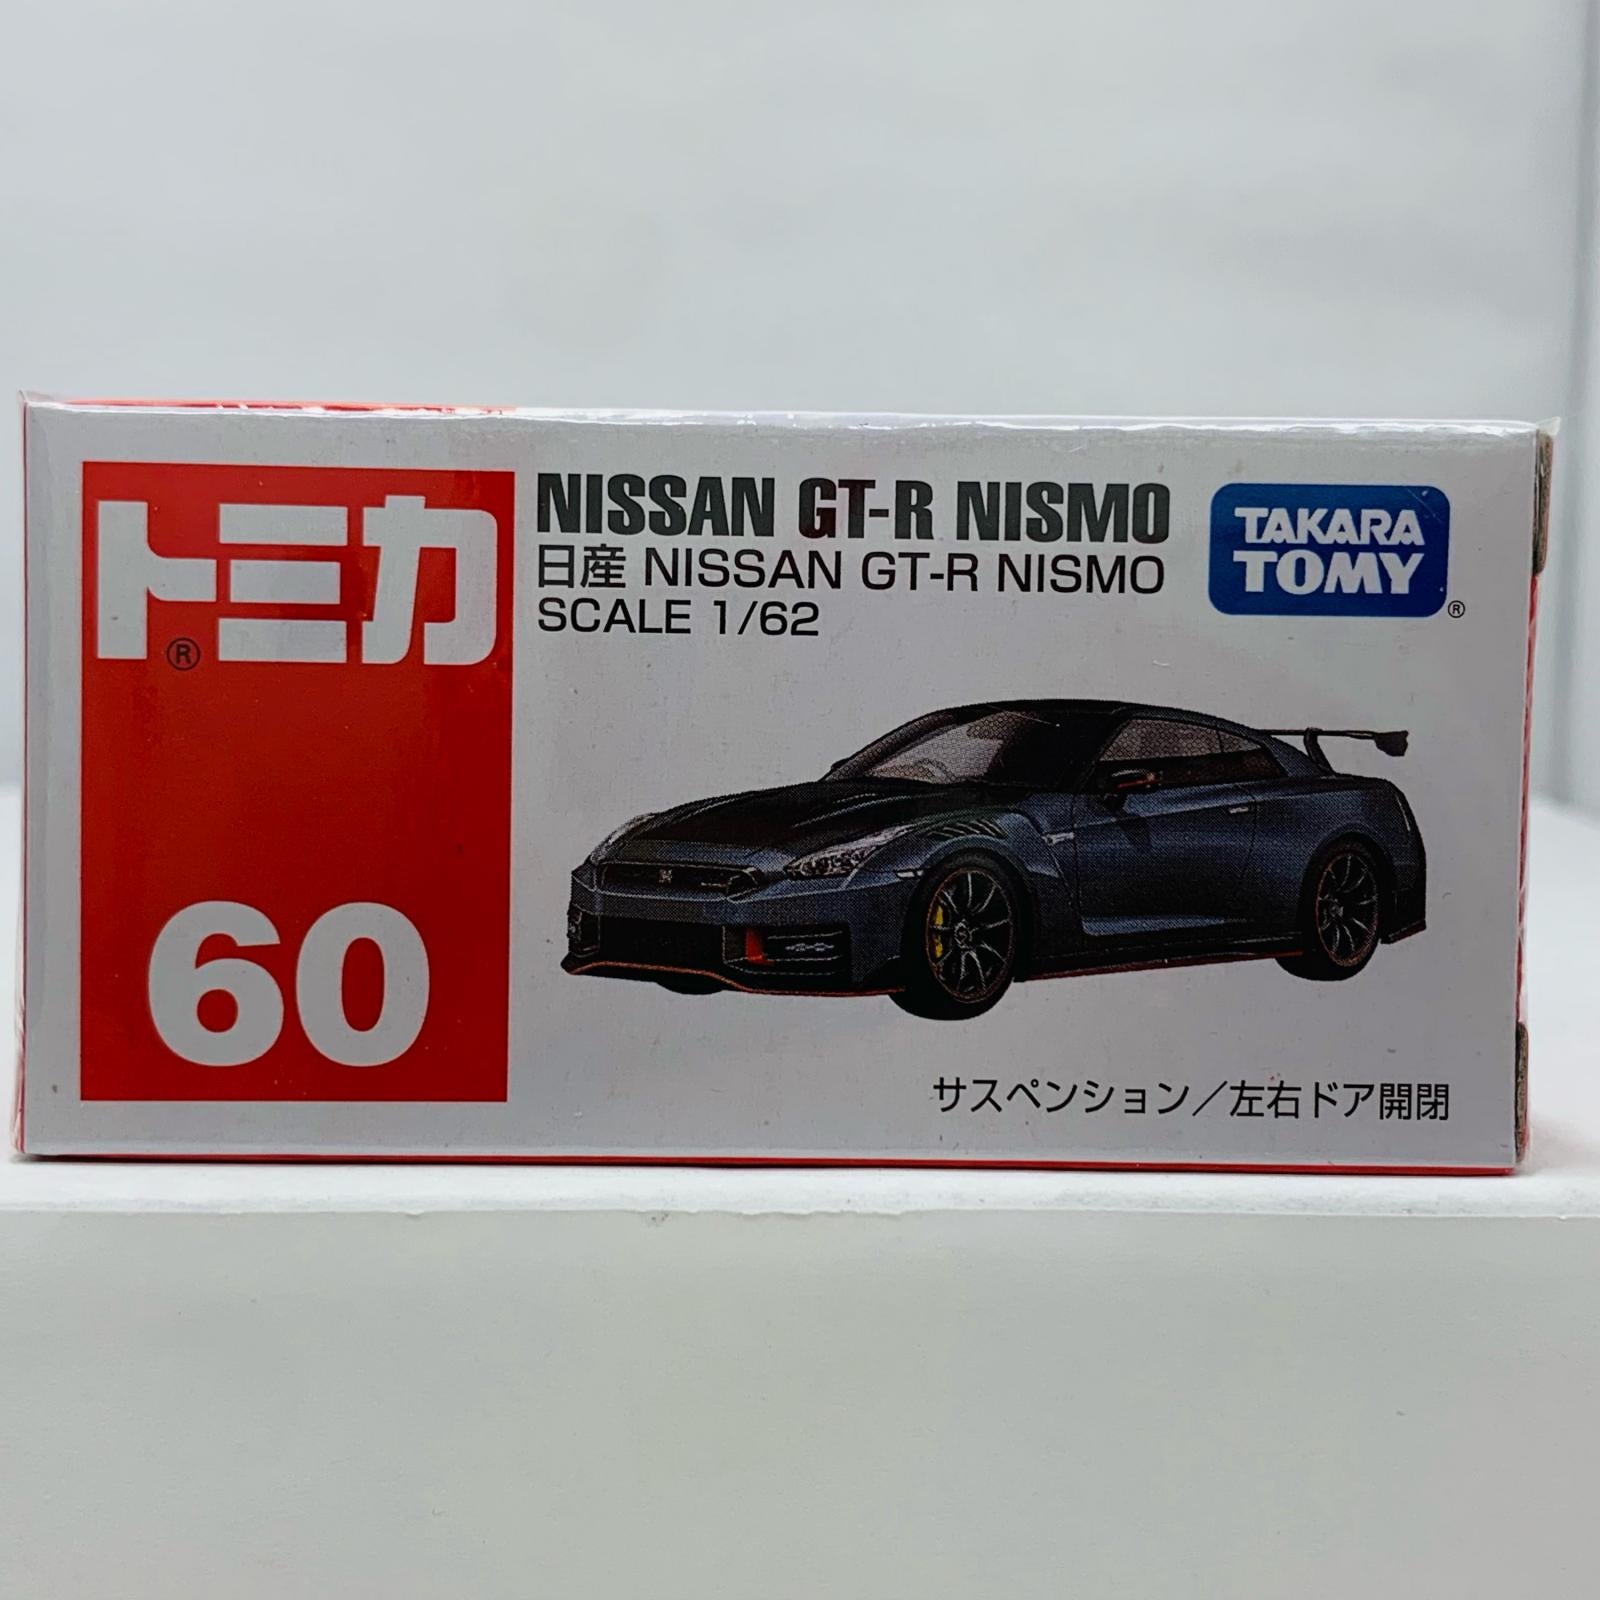 トミカ
®
60
NISSAN GT-R NISMO
日産 NISSAN GT-R NISMO
SCALE 1/62
TAKARA
TOMY
®
サスペンション／左右ドア開閉